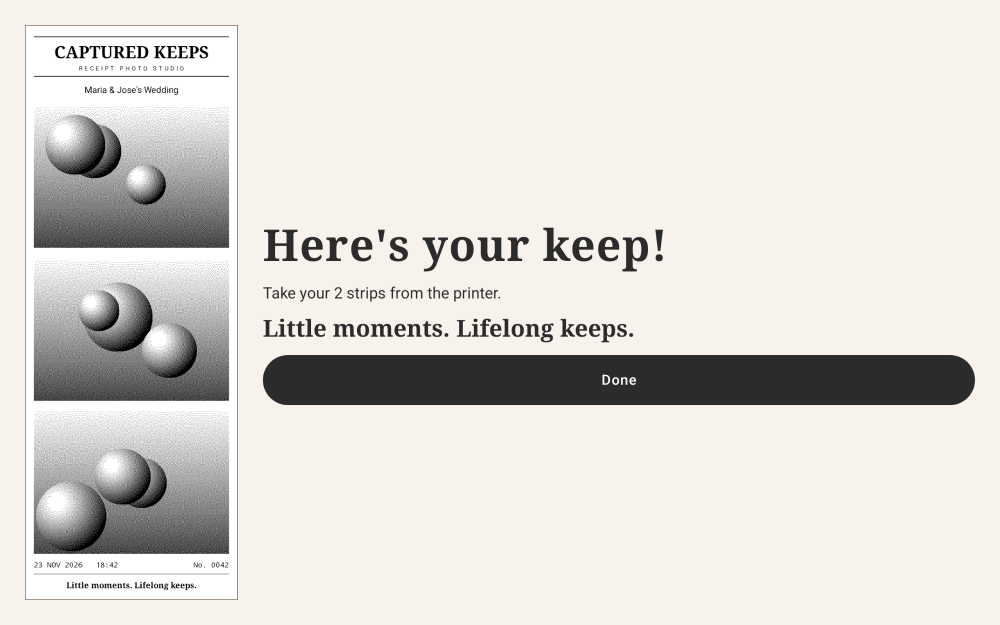 CAPTURED KEEPS
RECEIPT PHOTO STUDIO
Maria & Jose's Wedding
23 NOV 2026 18:42 No. 0042
Little moments. Lifelong keeps.
Here's your keep!
Take your 2 strips from the printer.
Little moments. Lifelong keeps.
Done